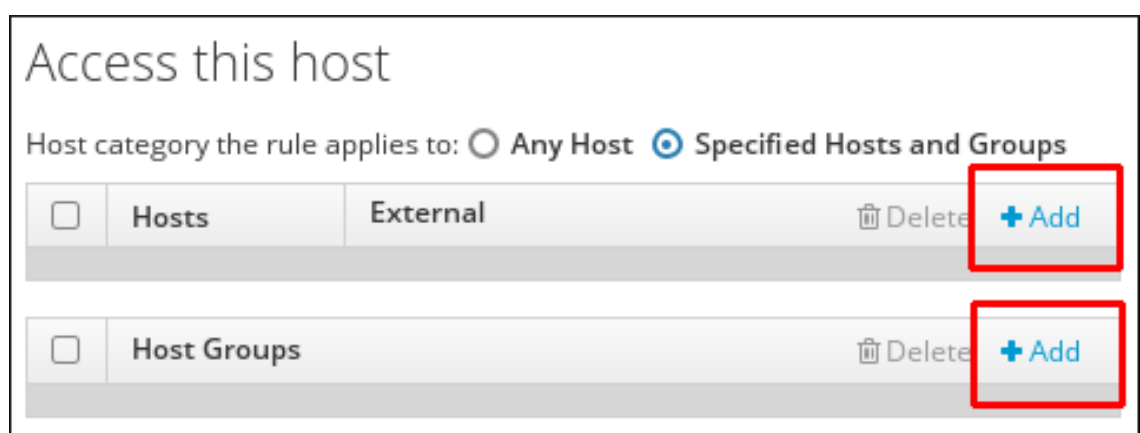 Access this host
Host category the rule applies to: Any Host Specified Hosts and Groups
Hosts External Delete Add
Host Groups Delete Add